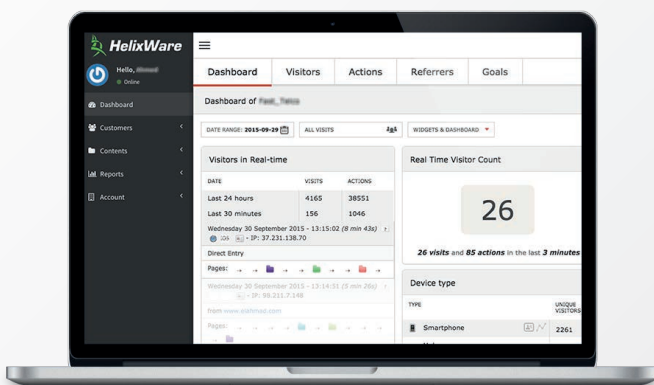 HelixWare
Hello,
Online
Dashboard
Customers
Contents
Reports
Account
Dashboard Visitors Actions Referrers Goals
Dashboard of
DATE RANGE: 2015-09-29 ALL VISITS WIDGETS & DASHBOARD
Visitors in Real-time
DATE VISITS ACTIONS
Last 24 hours 4165 38551
Last 30 minutes 156 1046
Wednesday 30 September 2015 - 13:15:02 (8 min 43s)
iOS - IP: 37.231.138.70
Direct Entry
Pages:
Wednesday 30 September 2015 - 13:14:51 (5 min 26s)
- IP: 98.211.7.148
from
Pages:
Real Time Visitor Count
26
26 visits and 85 actions in the last 3 minutes
Device type
TYPE UNIQUE VISITORS
Smartphone 2261